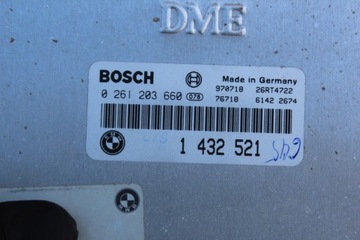 DME
BOSCH
Made in Germany
0 261 203 660 078
970718 26RT4722
76718 6142 2674
1 432 521